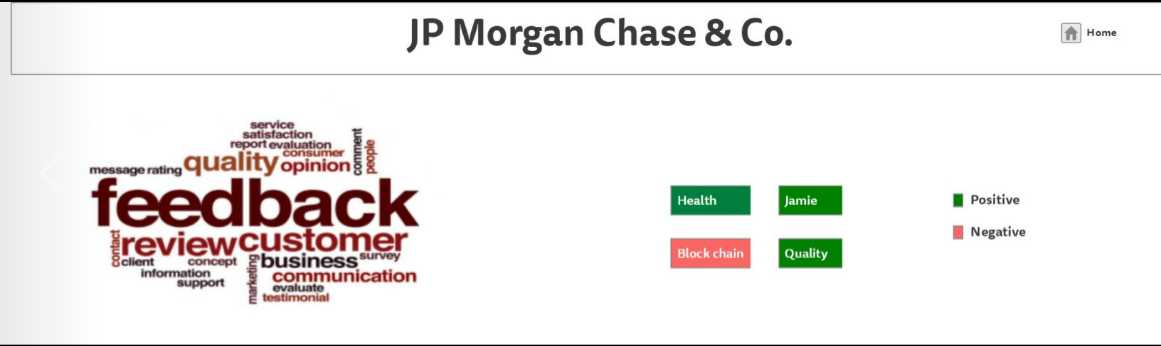 JP Morgan Chase & Co.
Home
service
satisfaction
report evaluation
consumer
comment
people
message rating quality opinion
feedback
contact
review customer
client concept business survey
information marketing communication
support evaluate
testimonial
Health Jamie
Block chain Quality
Positive
Negative